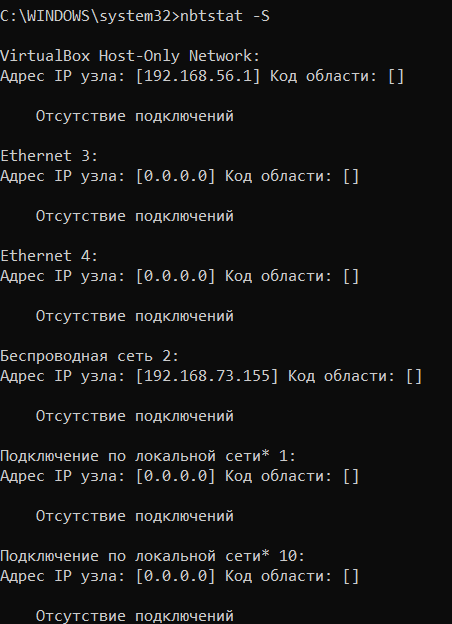 C:\WINDOWS\system32>nbtstat -S
VirtualBox Host-Only Network:
Адрес IP узла: [192.168.56.1] Код области: []
Отсутствие подключений
Ethernet 3:
Адрес IP узла: [0.0.0.0] Код области: []
Отсутствие подключений
Ethernet 4:
Адрес IP узла: [0.0.0.0] Код области: []
Отсутствие подключений
Беспроводная сеть 2:
Адрес IP узла: [192.168.73.155] Код области: []
Отсутствие подключений
Подключение по локальной сети* 1:
Адрес IP узла: [0.0.0.0] Код области: []
Отсутствие подключений
Подключение по локальной сети* 10:
Адрес IP узла: [0.0.0.0] Код области: []
Отсутствие подключений